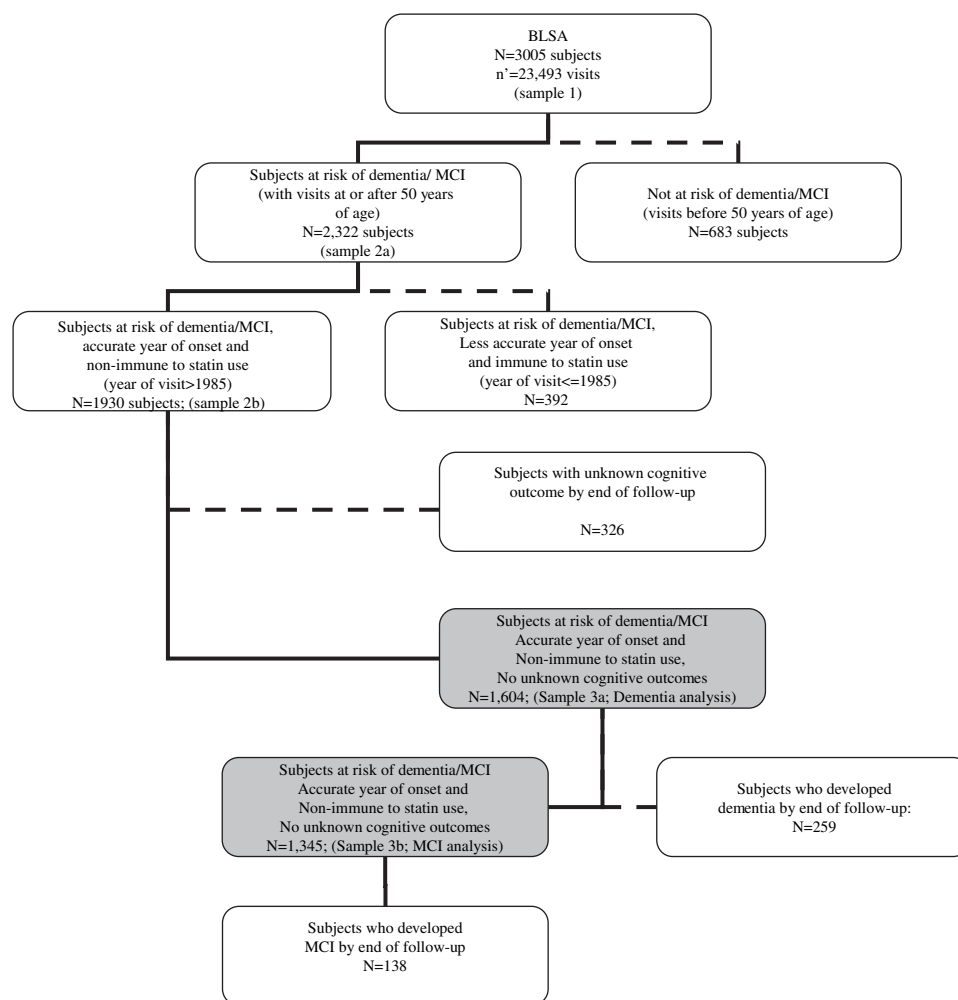 BLSA
N=3005 subjects
n’=23,493 visits
(sample 1)
Subjects at risk of dementia/ MCI
(with visits at or after 50 years
of age)
N=2,322 subjects
(sample 2a)
Not at risk of dementia/MCI
(visits before 50 years of age)
N=683 subjects
Subjects at risk of dementia/MCI,
accurate year of onset and
non-immune to statin use
(year of visit>1985)
N=1930 subjects; (sample 2b)
Subjects at risk of dementia/MCI,
Less accurate year of onset
and immune to statin use
(year of visit<=1985)
N=392
Subjects with unknown cognitive
outcome by end of follow-up
N=326
Subjects at risk of dementia/MCI
Accurate year of onset and
Non-immune to statin use,
No unknown cognitive outcomes
N=1,604; (Sample 3a; Dementia analysis)
Subjects at risk of dementia/MCI
Accurate year of onset and
Non-immune to statin use,
No unknown cognitive outcomes
N=1,345; (Sample 3b; MCI analysis)
Subjects who developed
dementia by end of follow-up:
N=259
Subjects who developed
MCI by end of follow-up
N=138